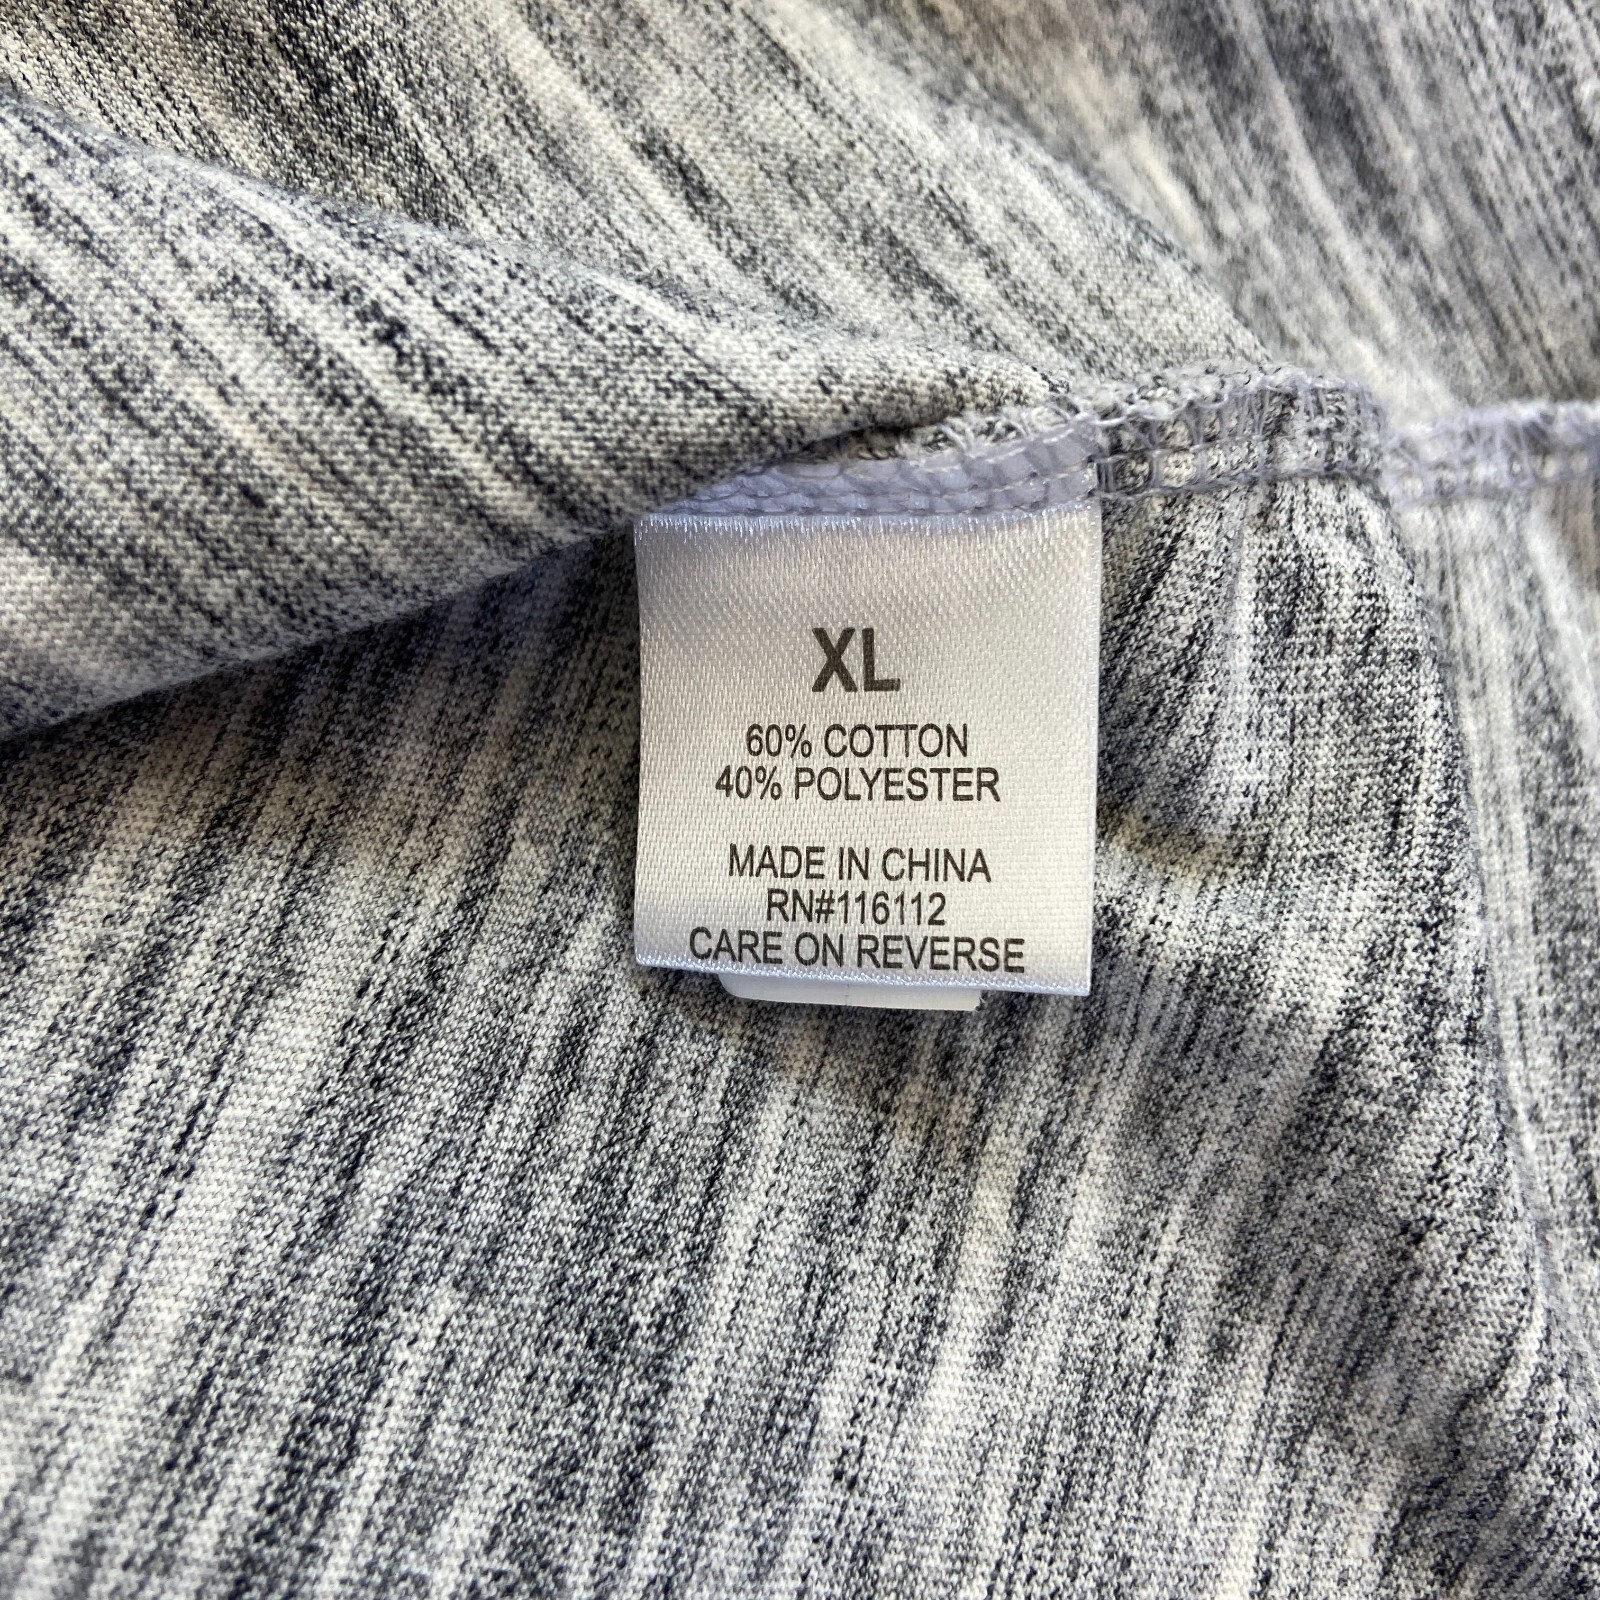 XL
60% COTTON
40% POLYESTER
MADE IN CHINA
RN#116112
CARE ON REVERSE